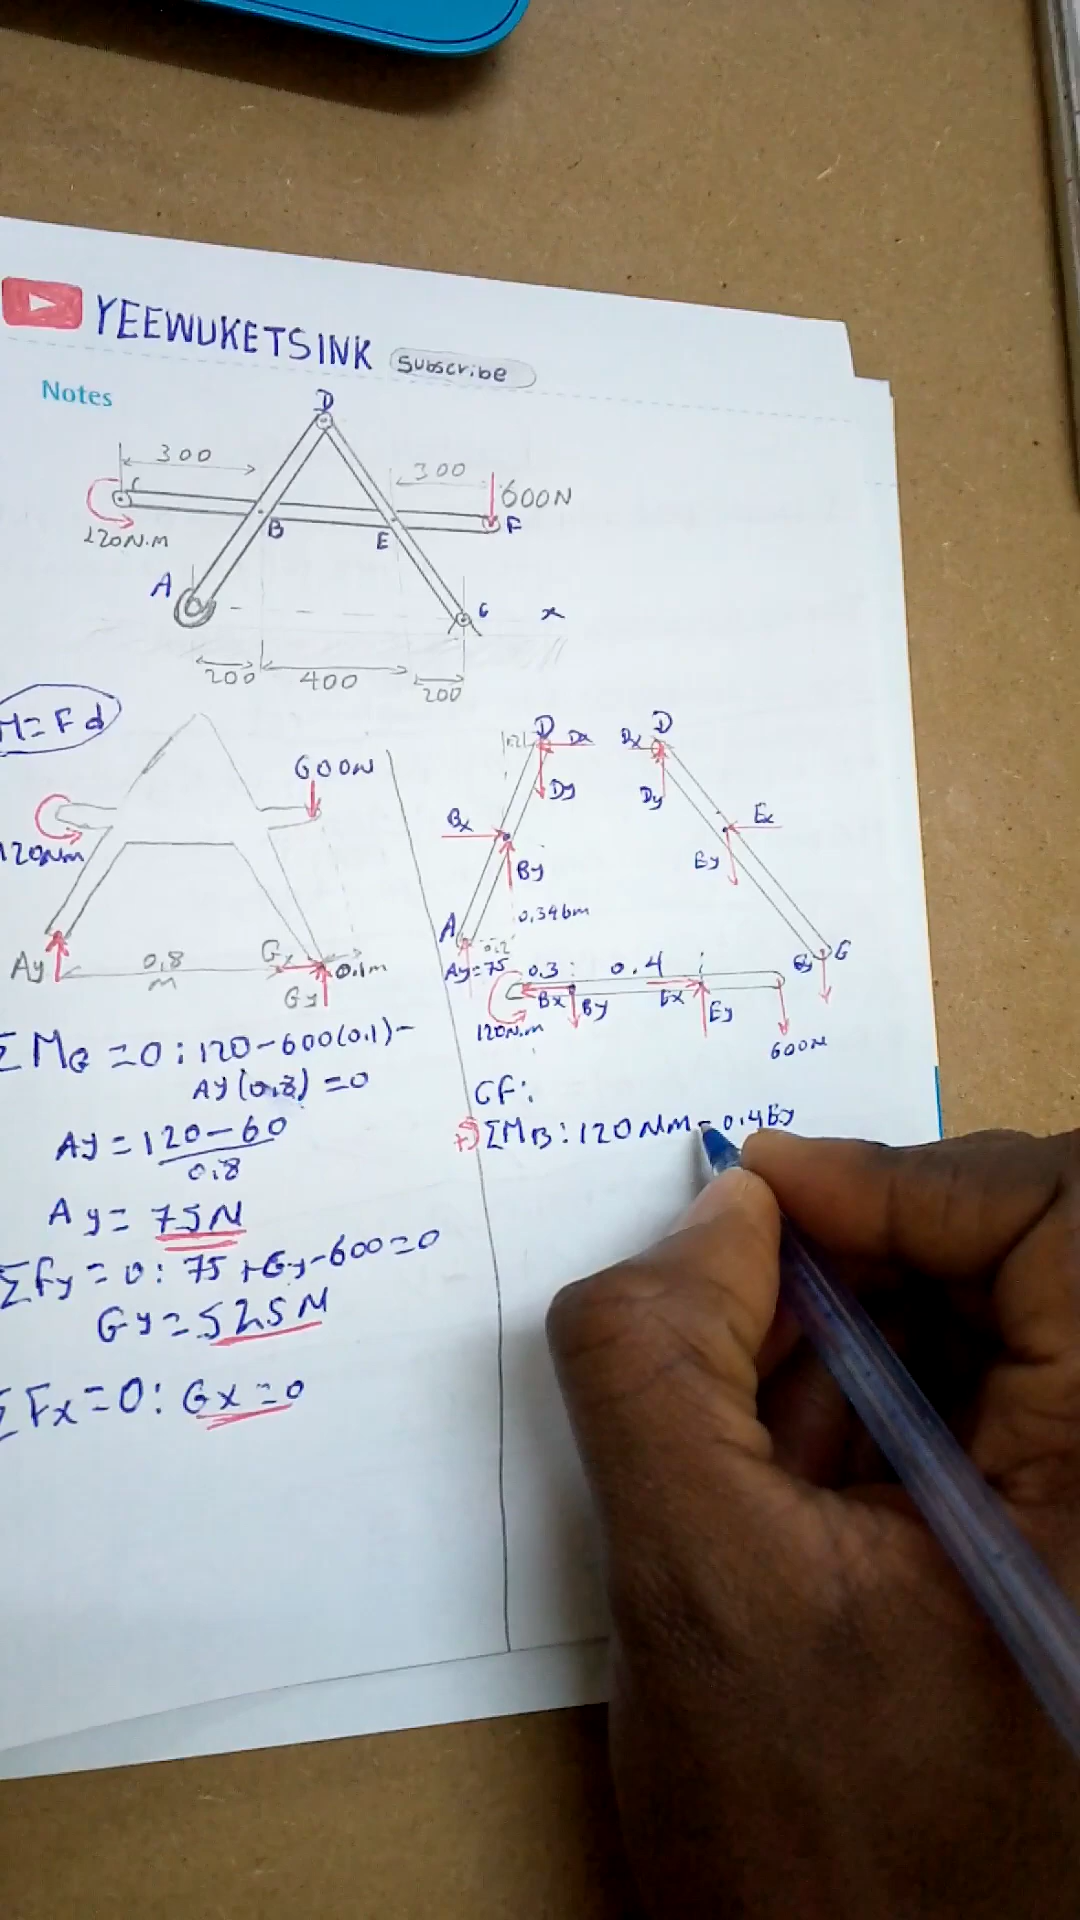 YEEWUKETSINK
Subscribe
Notes
D
300
300
600N
C
B
E
F
120N.m
A
G
x
200
400
200
M=Fd
600N
120Nm
Ay
0.8
m
Gx
0.1m
Gy
ΣMG=0:120-600(0.1)-
Ay(0.8)=0
Ay=120-60
0.8
Ay=75N
ΣFy=0:75+Gy-600=0
Gy=525N
ΣFx=0:Gx=0
D
Dx
Dx
D
Dy
Dy
Bx
Ex
By
Ey
0.346m
A
0.2
G
Gy
Ay=75
0.3
0.4
Bx
By
Ex
Ey
120N.m
600N
CF:
+ΣMB:120Nm=0.4Ey